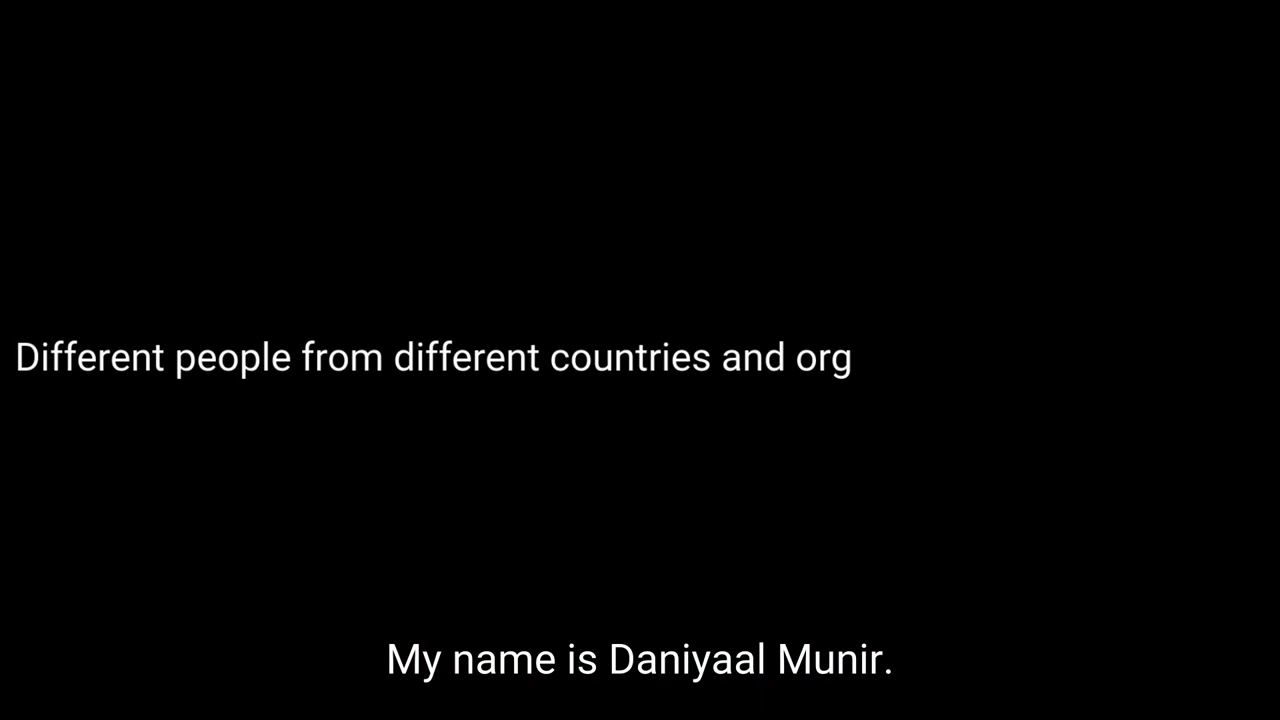 Different people from different countries and org
My name is Daniyaal Munir.